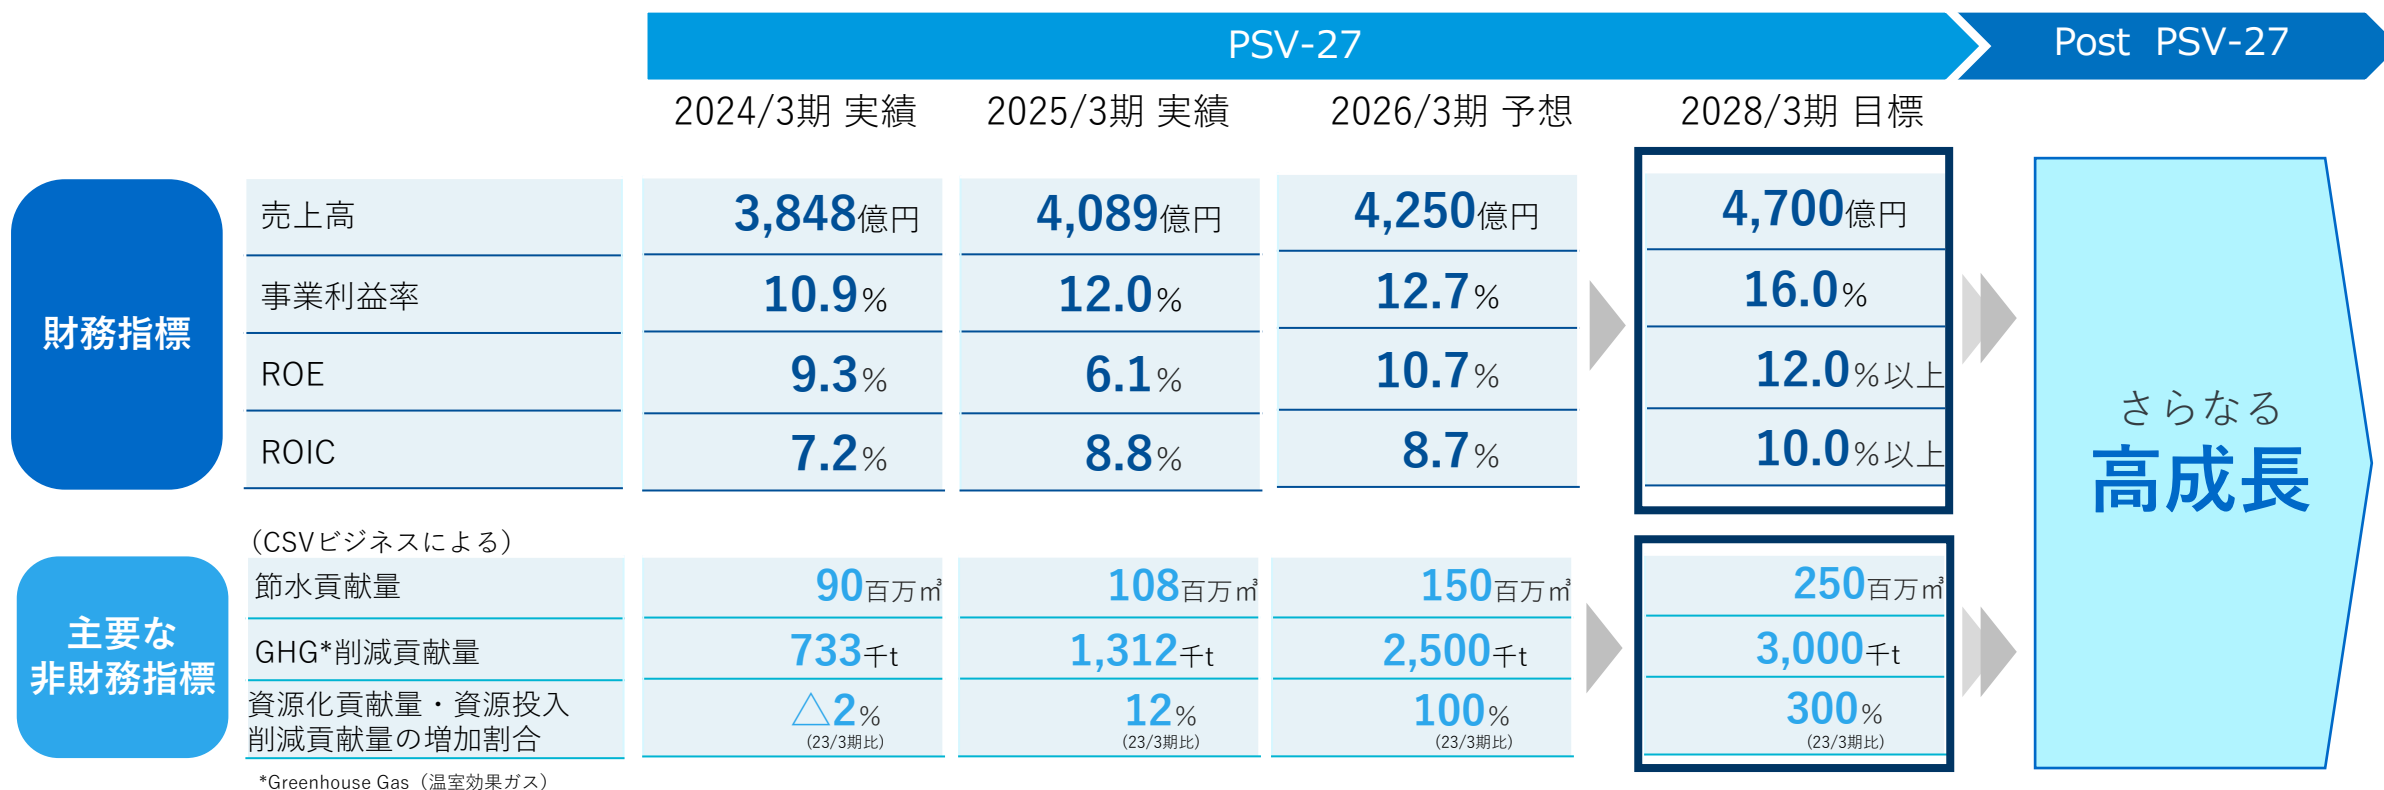 PSV-27
Post PSV-27
2024/3期 実績
2025/3期 実績
2026/3期 予想
2028/3期 目標
財務指標
売上高
3,848億円
4,089億円
4,250億円
4,700億円
事業利益率
10.9%
12.0%
12.7%
16.0%
ROE
9.3%
6.1%
10.7%
12.0%以上
ROIC
7.2%
8.8%
8.7%
10.0%以上
さらなる
高成長
(CSVビジネスによる)
主要な
非財務指標
節水貢献量
90百万㎥
108百万㎥
150百万㎥
250百万㎥
GHG*削減貢献量
733千t
1,312千t
2,500千t
3,000千t
資源化貢献量・資源投入
削減貢献量の増加割合
△2%
(23/3期比)
12%
(23/3期比)
100%
(23/3期比)
300%
(23/3期比)
*Greenhouse Gas（温室効果ガス）